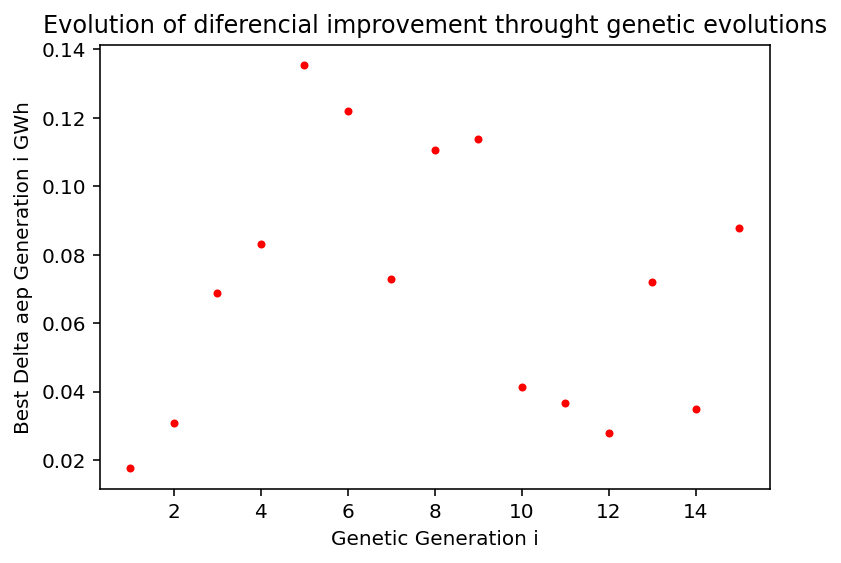 Evolution of diferencial improvement throught genetic evolutions
Best Delta aep Generation i GWh
0.14
0.12
0.10
0.08
0.06
0.04
0.02
2 4 6 8 10 12 14
Genetic Generation i